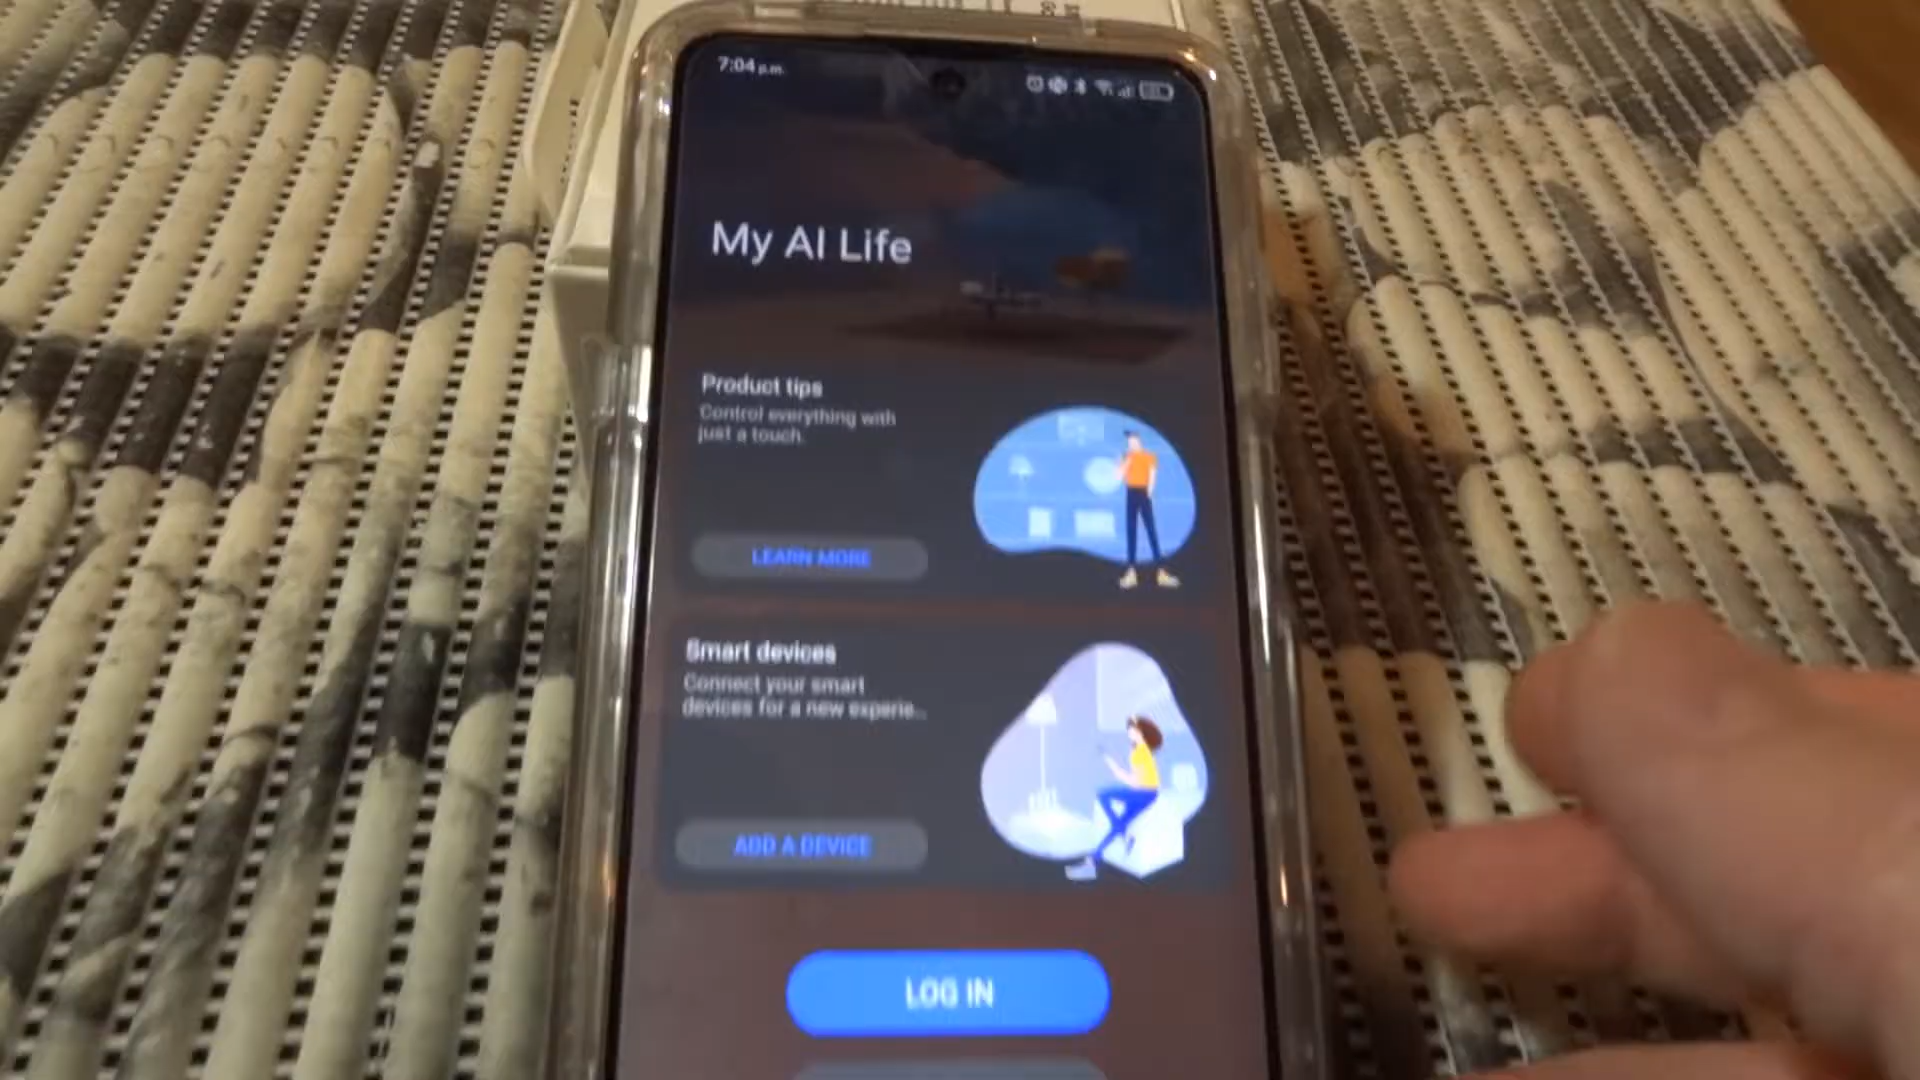 7:04 p.m.
My AI Life
Product tips
Control everything with
just a touch.
LEARN MORE
Smart devices
Connect your smart
devices for a new experie...
ADD A DEVICE
LOG IN